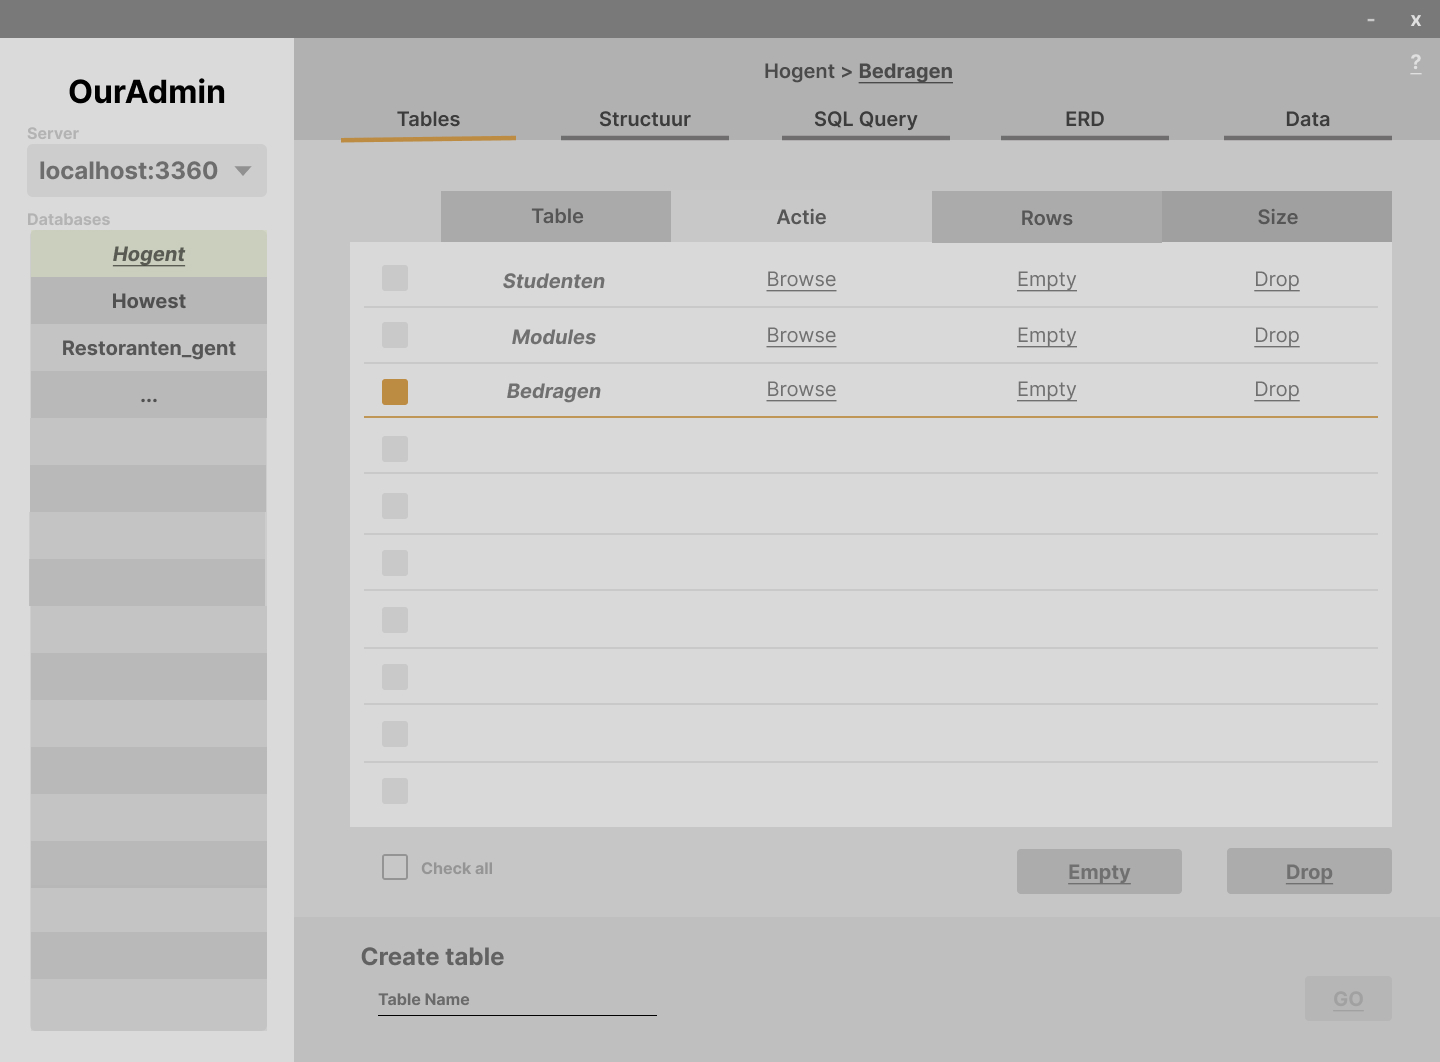 - x
?
OurAdmin
Server
localhost:3360
Databases
Hogent
Howest
Restoranten_gent
...
Hogent > Bedragen
Tables Structuur SQL Query ERD Data
Table Actie Rows Size
Studenten Browse Empty Drop
Modules Browse Empty Drop
Bedragen Browse Empty Drop
Check all Empty Drop
Create table
Table Name
GO